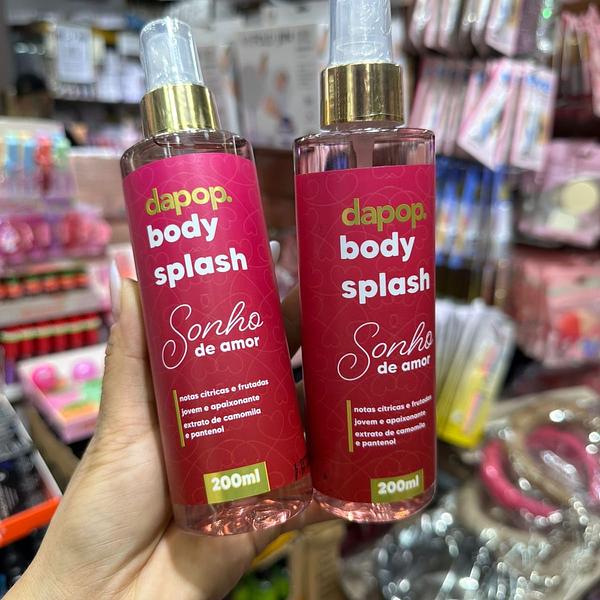 dapop.
body
splash
Sonho
de amor
notas cítricas e frutadas
jovem e apaixonante
extrato de camomila
e pantenol
200ml
dapop.
body
splash
Sonho
de amor
notas cítricas e frutadas
jovem e apaixonante
extrato de camomila
e pantenol
200ml